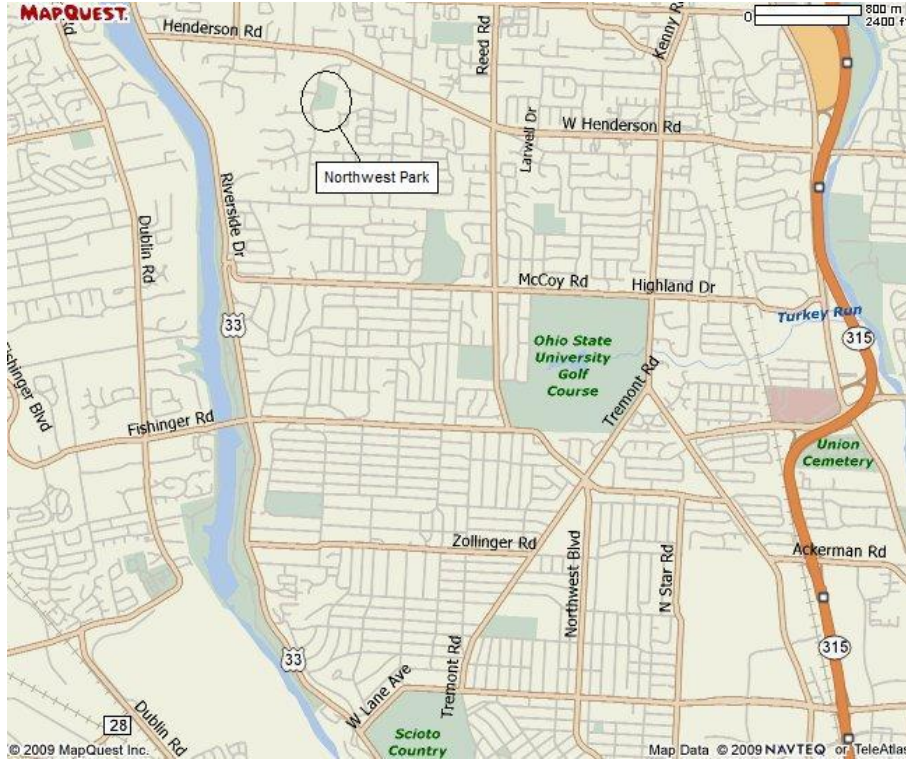 MAPQUEST.
Henderson Rd
Reed Rd
Kenny
0
800 m
2400 f
Rd
W Henderson Rd
Larwell Dr
Northwest Park
Riverside Dr
Dublin Rd
McCoy Rd
Highland Dr
Turkey Run
33
315
Ohio State
University
Golf
Course
Tremont Rd
Fishinger Blvd
Fishinger Rd
Union
Cemetery
Zollinger Rd
Northwest Blvd
N Star Rd
Ackerman Rd
315
33
W Lane Ave
Tremont Rd
28
Dublin Rd
Scioto
Country
© 2009 MapQuest Inc.
Map Data © 2009 NAVTEQ or TeleAtlas